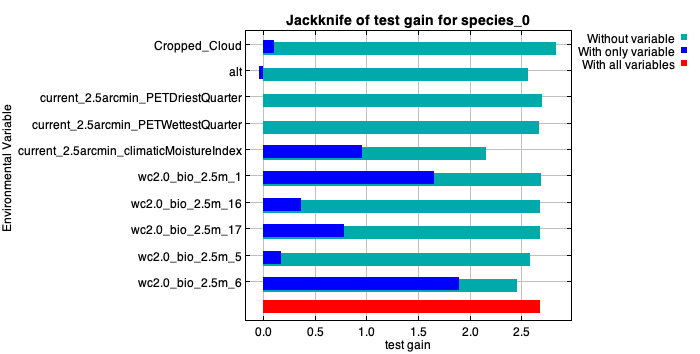 Jackknife of test gain for species_0
Without variable
With only variable
With all variables
Environmental Variable
Cropped_Cloud
alt
current_2.5arcmin_PETDriestQuarter
current_2.5arcmin_PETWettestQuarter
current_2.5arcmin_climaticMoistureIndex
wc2.0_bio_2.5m_1
wc2.0_bio_2.5m_16
wc2.0_bio_2.5m_17
wc2.0_bio_2.5m_5
wc2.0_bio_2.5m_6
0.0 0.5 1.0 1.5 2.0 2.5
test gain